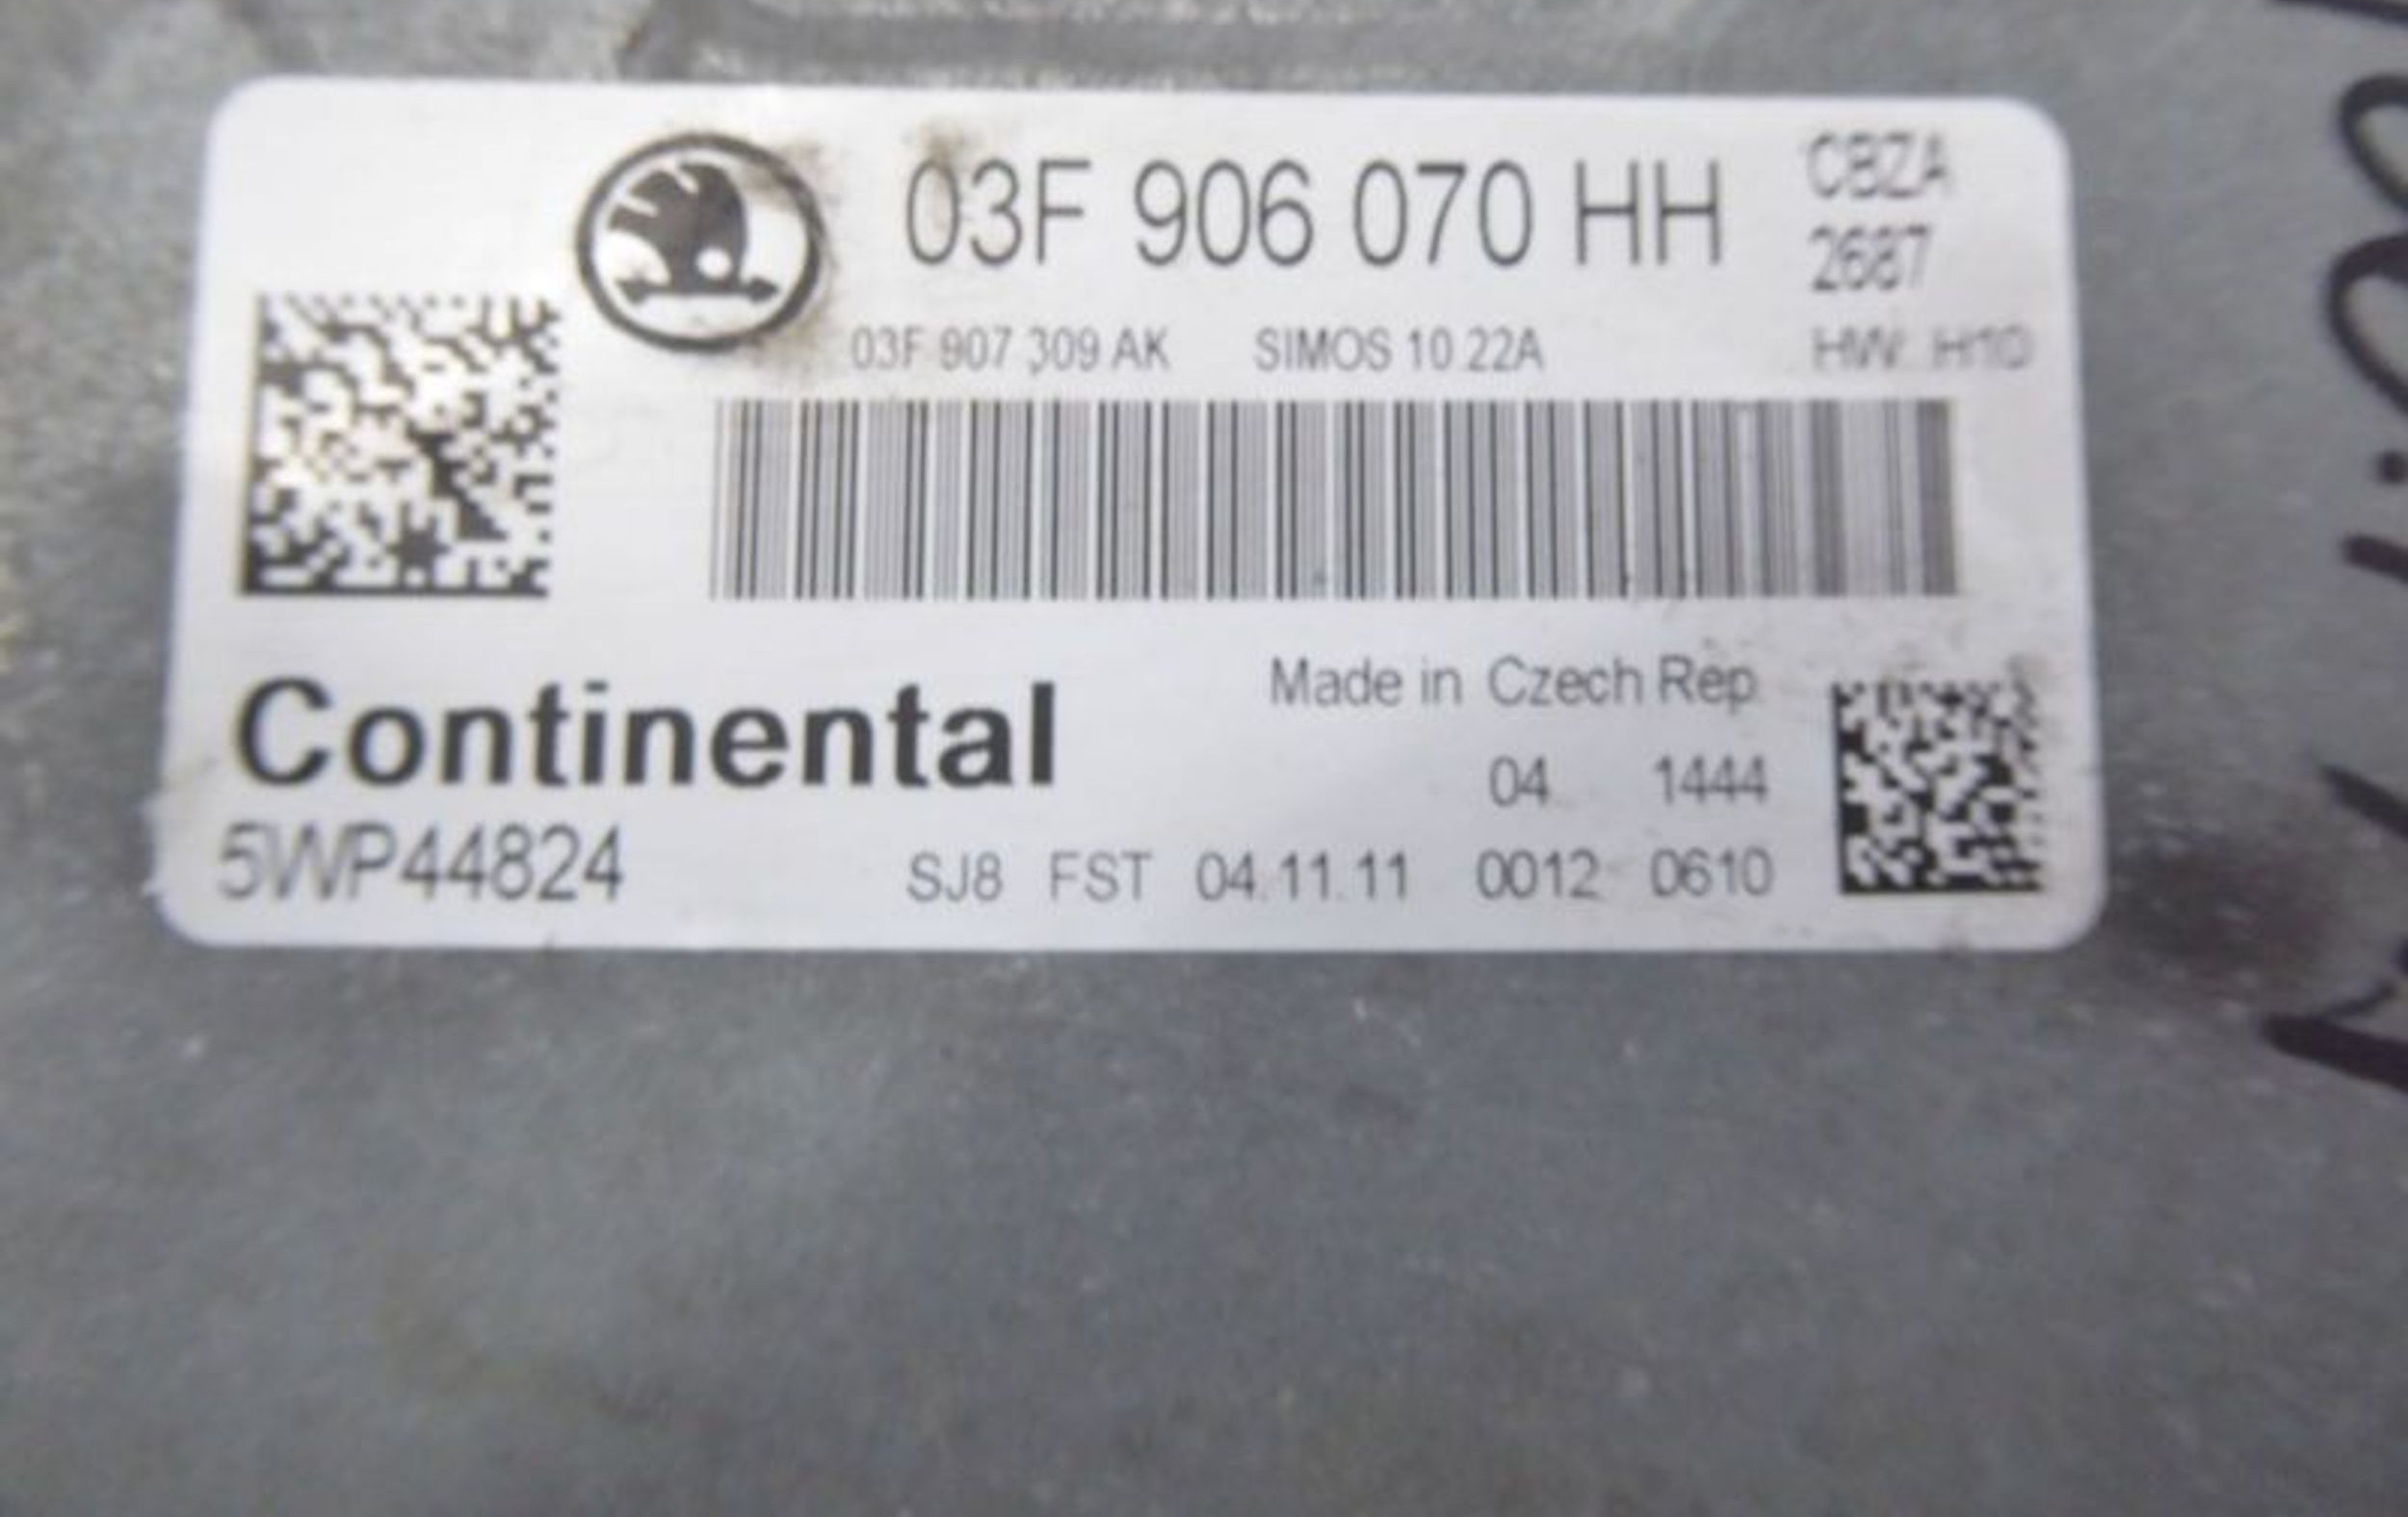 03F 906 070 HH
CBZA
2687
03F 907 309 AK SIMOS 10.22A HW: H10
Continental
Made in Czech Rep.
04 1444
5WP44824
SJ8 FST 04.11.11 0012 0610